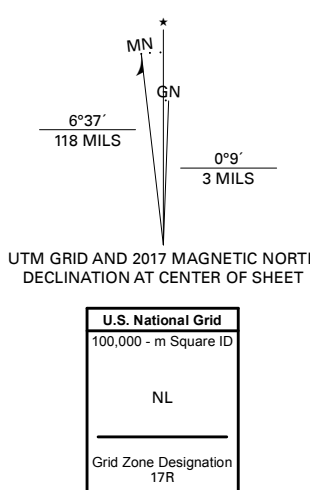 MN
GN
6°37´
118 MILS
0°9´
3 MILS
UTM GRID AND 2017 MAGNETIC NORTH
DECLINATION AT CENTER OF SHEET
U.S. National Grid
100,000 - m Square ID
NL
Grid Zone Designation
17R